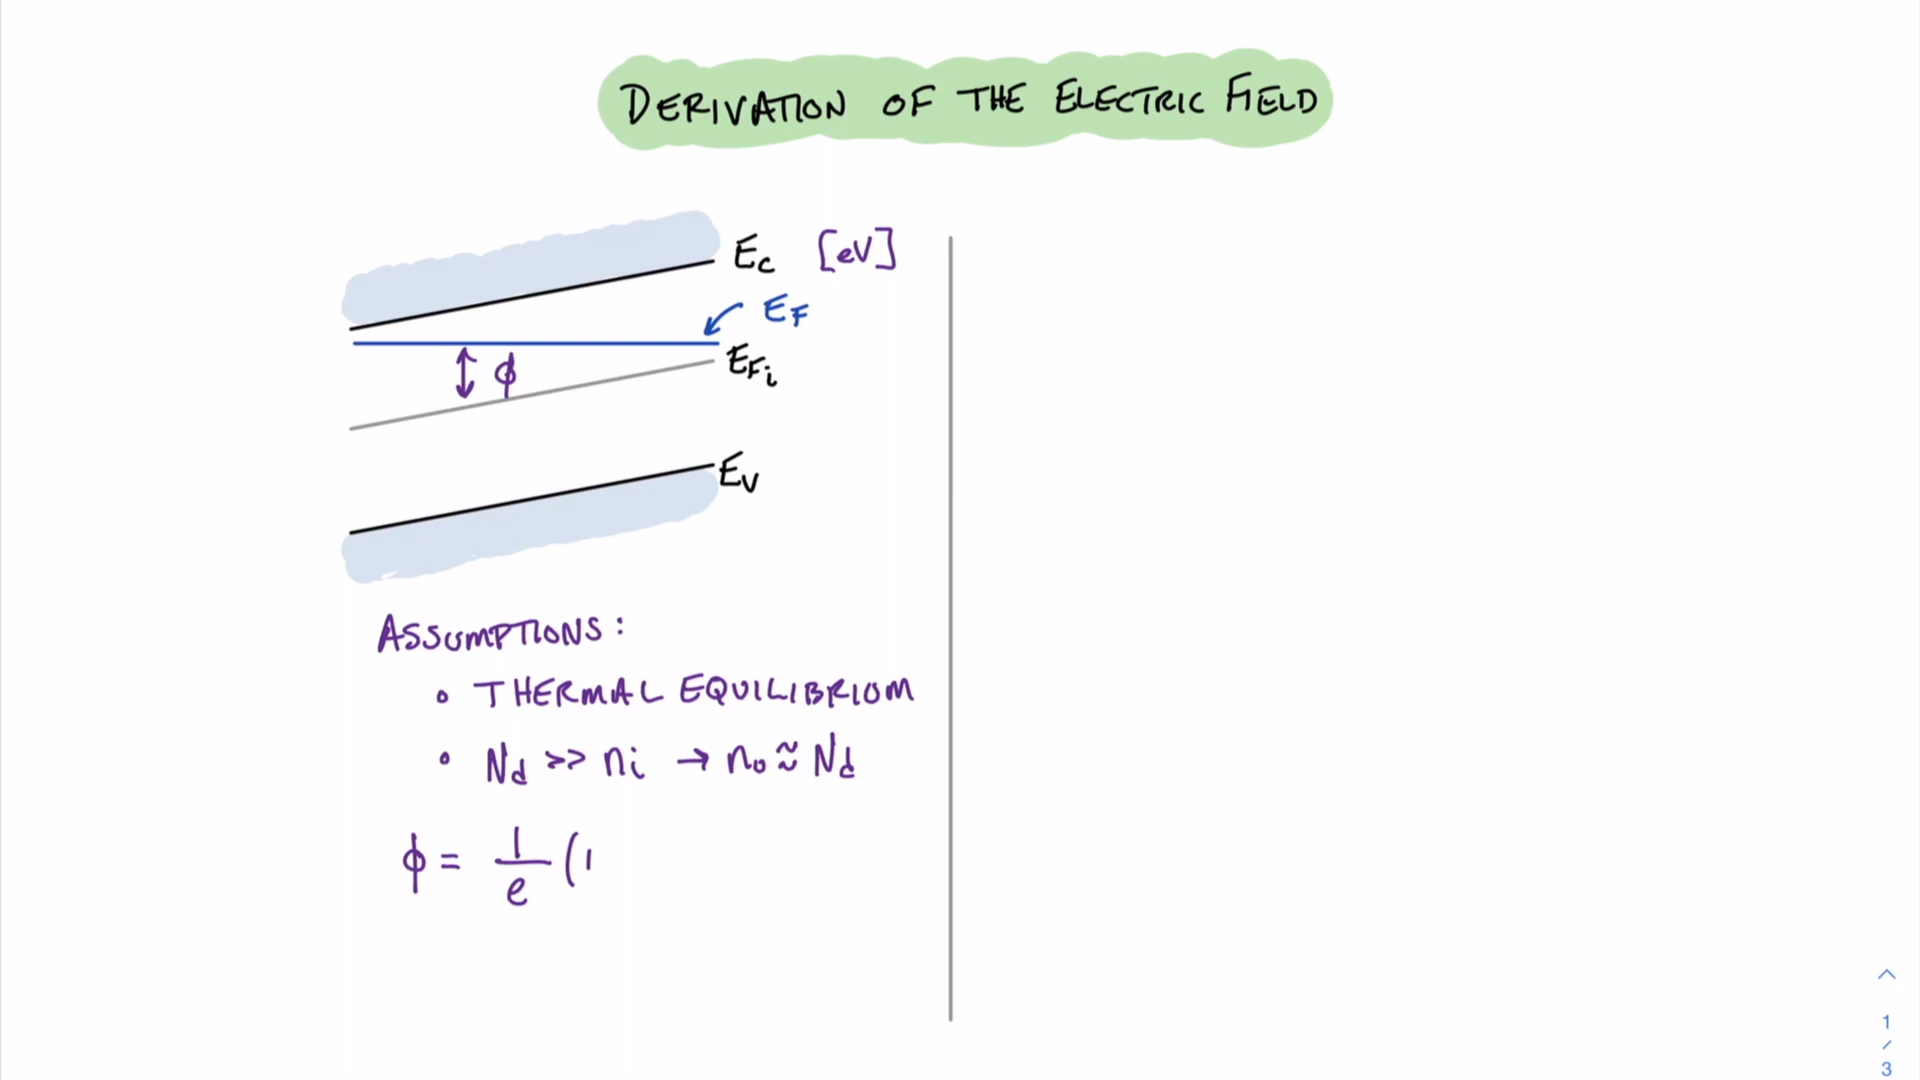 DERIVATION OF THE ELECTRIC FIELD
Ec [eV]
EF
ϕ
EFi
Ev
ASSUMPTIONS:
• THERMAL EQUILIBRIUM
• Nd >> ni → n₀ ≈ Nd
ϕ = 1/e (
1
/
3